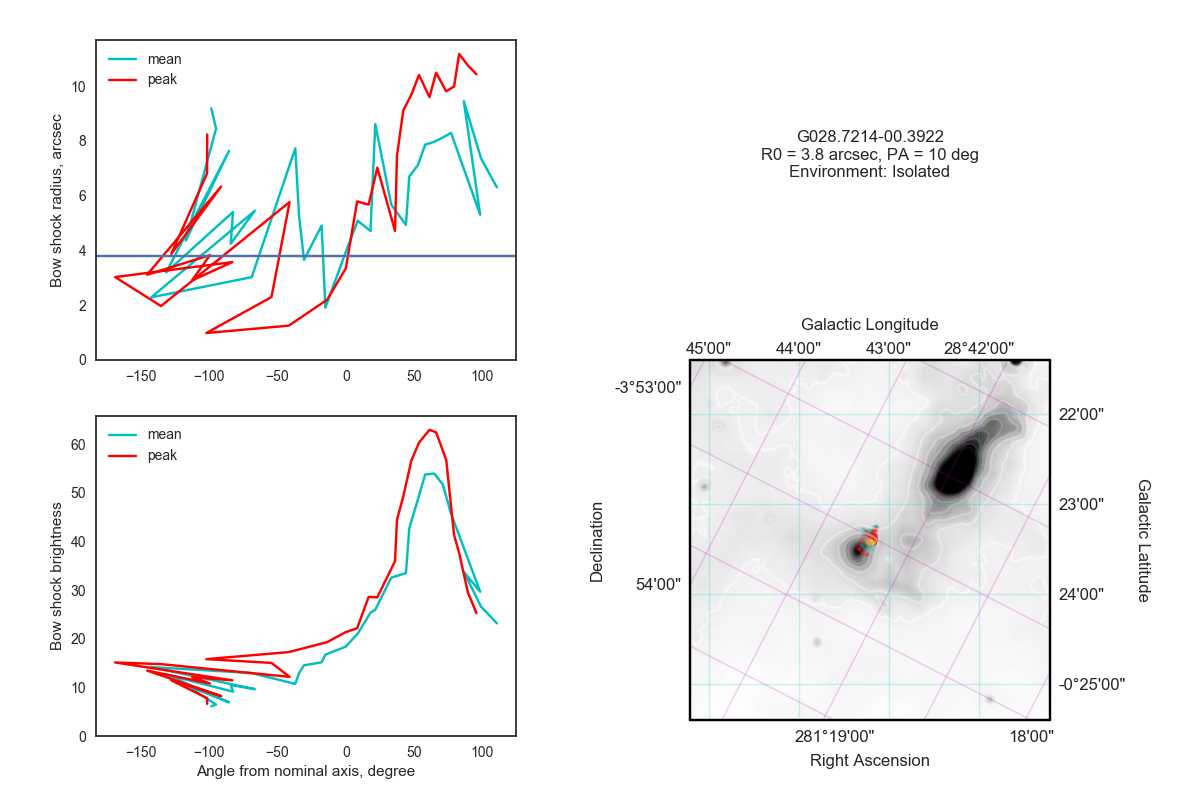 mean
peak
10
8
6
4
2
0
Bow shock radius, arcsec
−150 −100 −50 0 50 100
mean
peak
60
50
40
30
20
10
0
Bow shock brightness
−150 −100 −50 0 50 100
Angle from nominal axis, degree
G028.7214-00.3922
R0 = 3.8 arcsec, PA = 10 deg
Environment: Isolated
Galactic Longitude
45'00" 44'00" 43'00" 28°42'00"
-3°53'00"
54'00"
Declination
22'00"
23'00"
24'00"
-0°25'00"
Galactic Latitude
281°19'00" 18'00"
Right Ascension